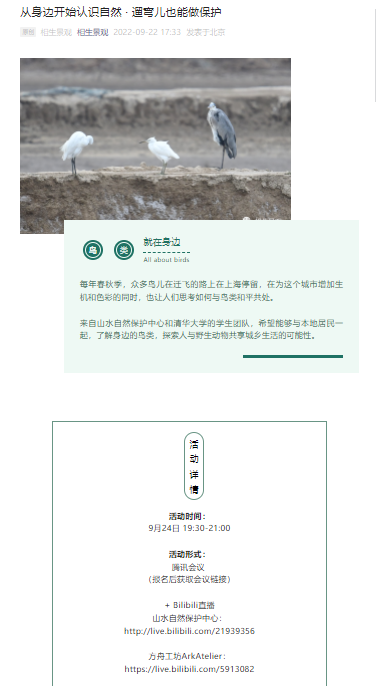 从身边开始认识自然 · 遛弯儿也能做保护
原创 相生景观 相生景观 2022-09-22 17:33 发表于北京
鸟 类 就在身边
All about birds
每年春秋季，众多鸟儿在迁飞的路上在上海停留，在为这个城市增加生
机和色彩的同时，也让人们思考如何与鸟类和平共处。
来自山水自然保护中心和清华大学的学生团队，希望能够与本地居民一
起，了解身边的鸟类，探索人与野生动物共享城乡生活的可能性。
活
动
详
情
活动时间：
9月24日 19:30-21:00
活动形式：
腾讯会议
（报名后获取会议链接）
+ Bilibili直播
山水自然保护中心：
http://live.bilibili.com/21939356
方舟工坊ArkAtelier：
https://live.bilibili.com/5913082